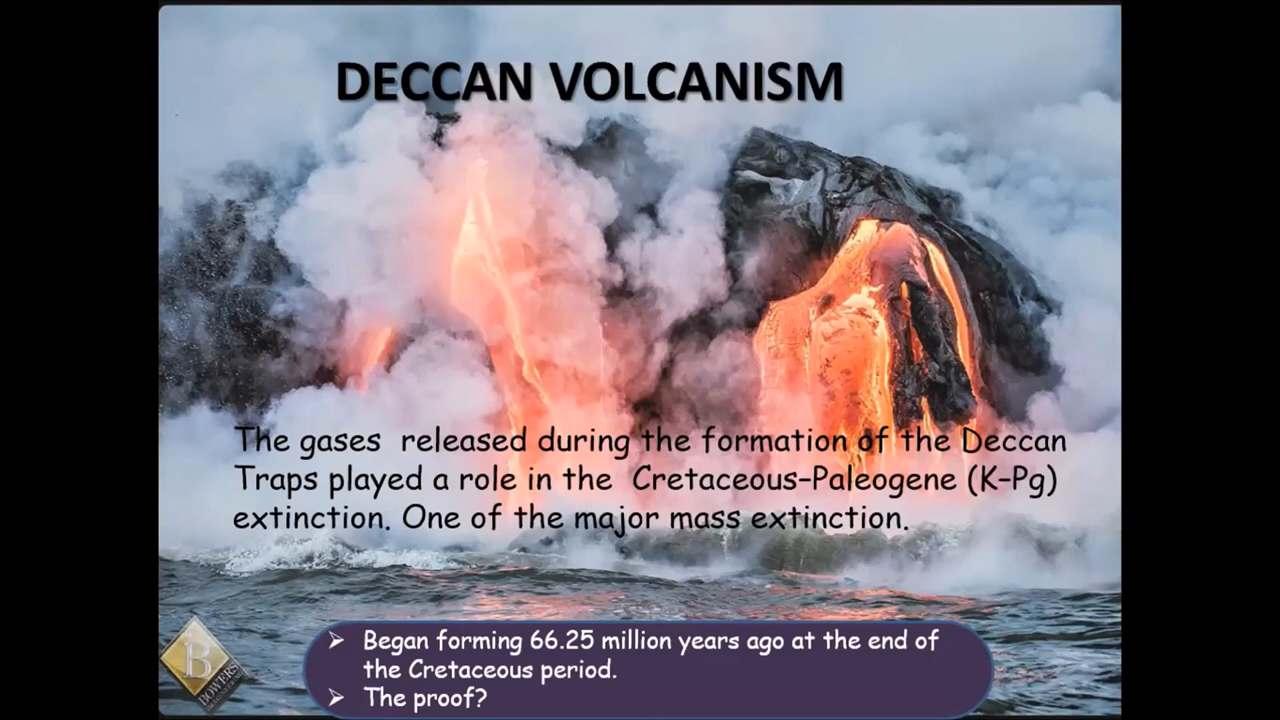 DECCAN VOLCANISM
The gases released during the formation of the Deccan
Traps played a role in the Cretaceous–Paleogene (K–Pg)
extinction. One of the major mass extinction.
➢ Began forming 66.25 million years ago at the end of
the Cretaceous period.
➢ The proof?
B
BOWERS